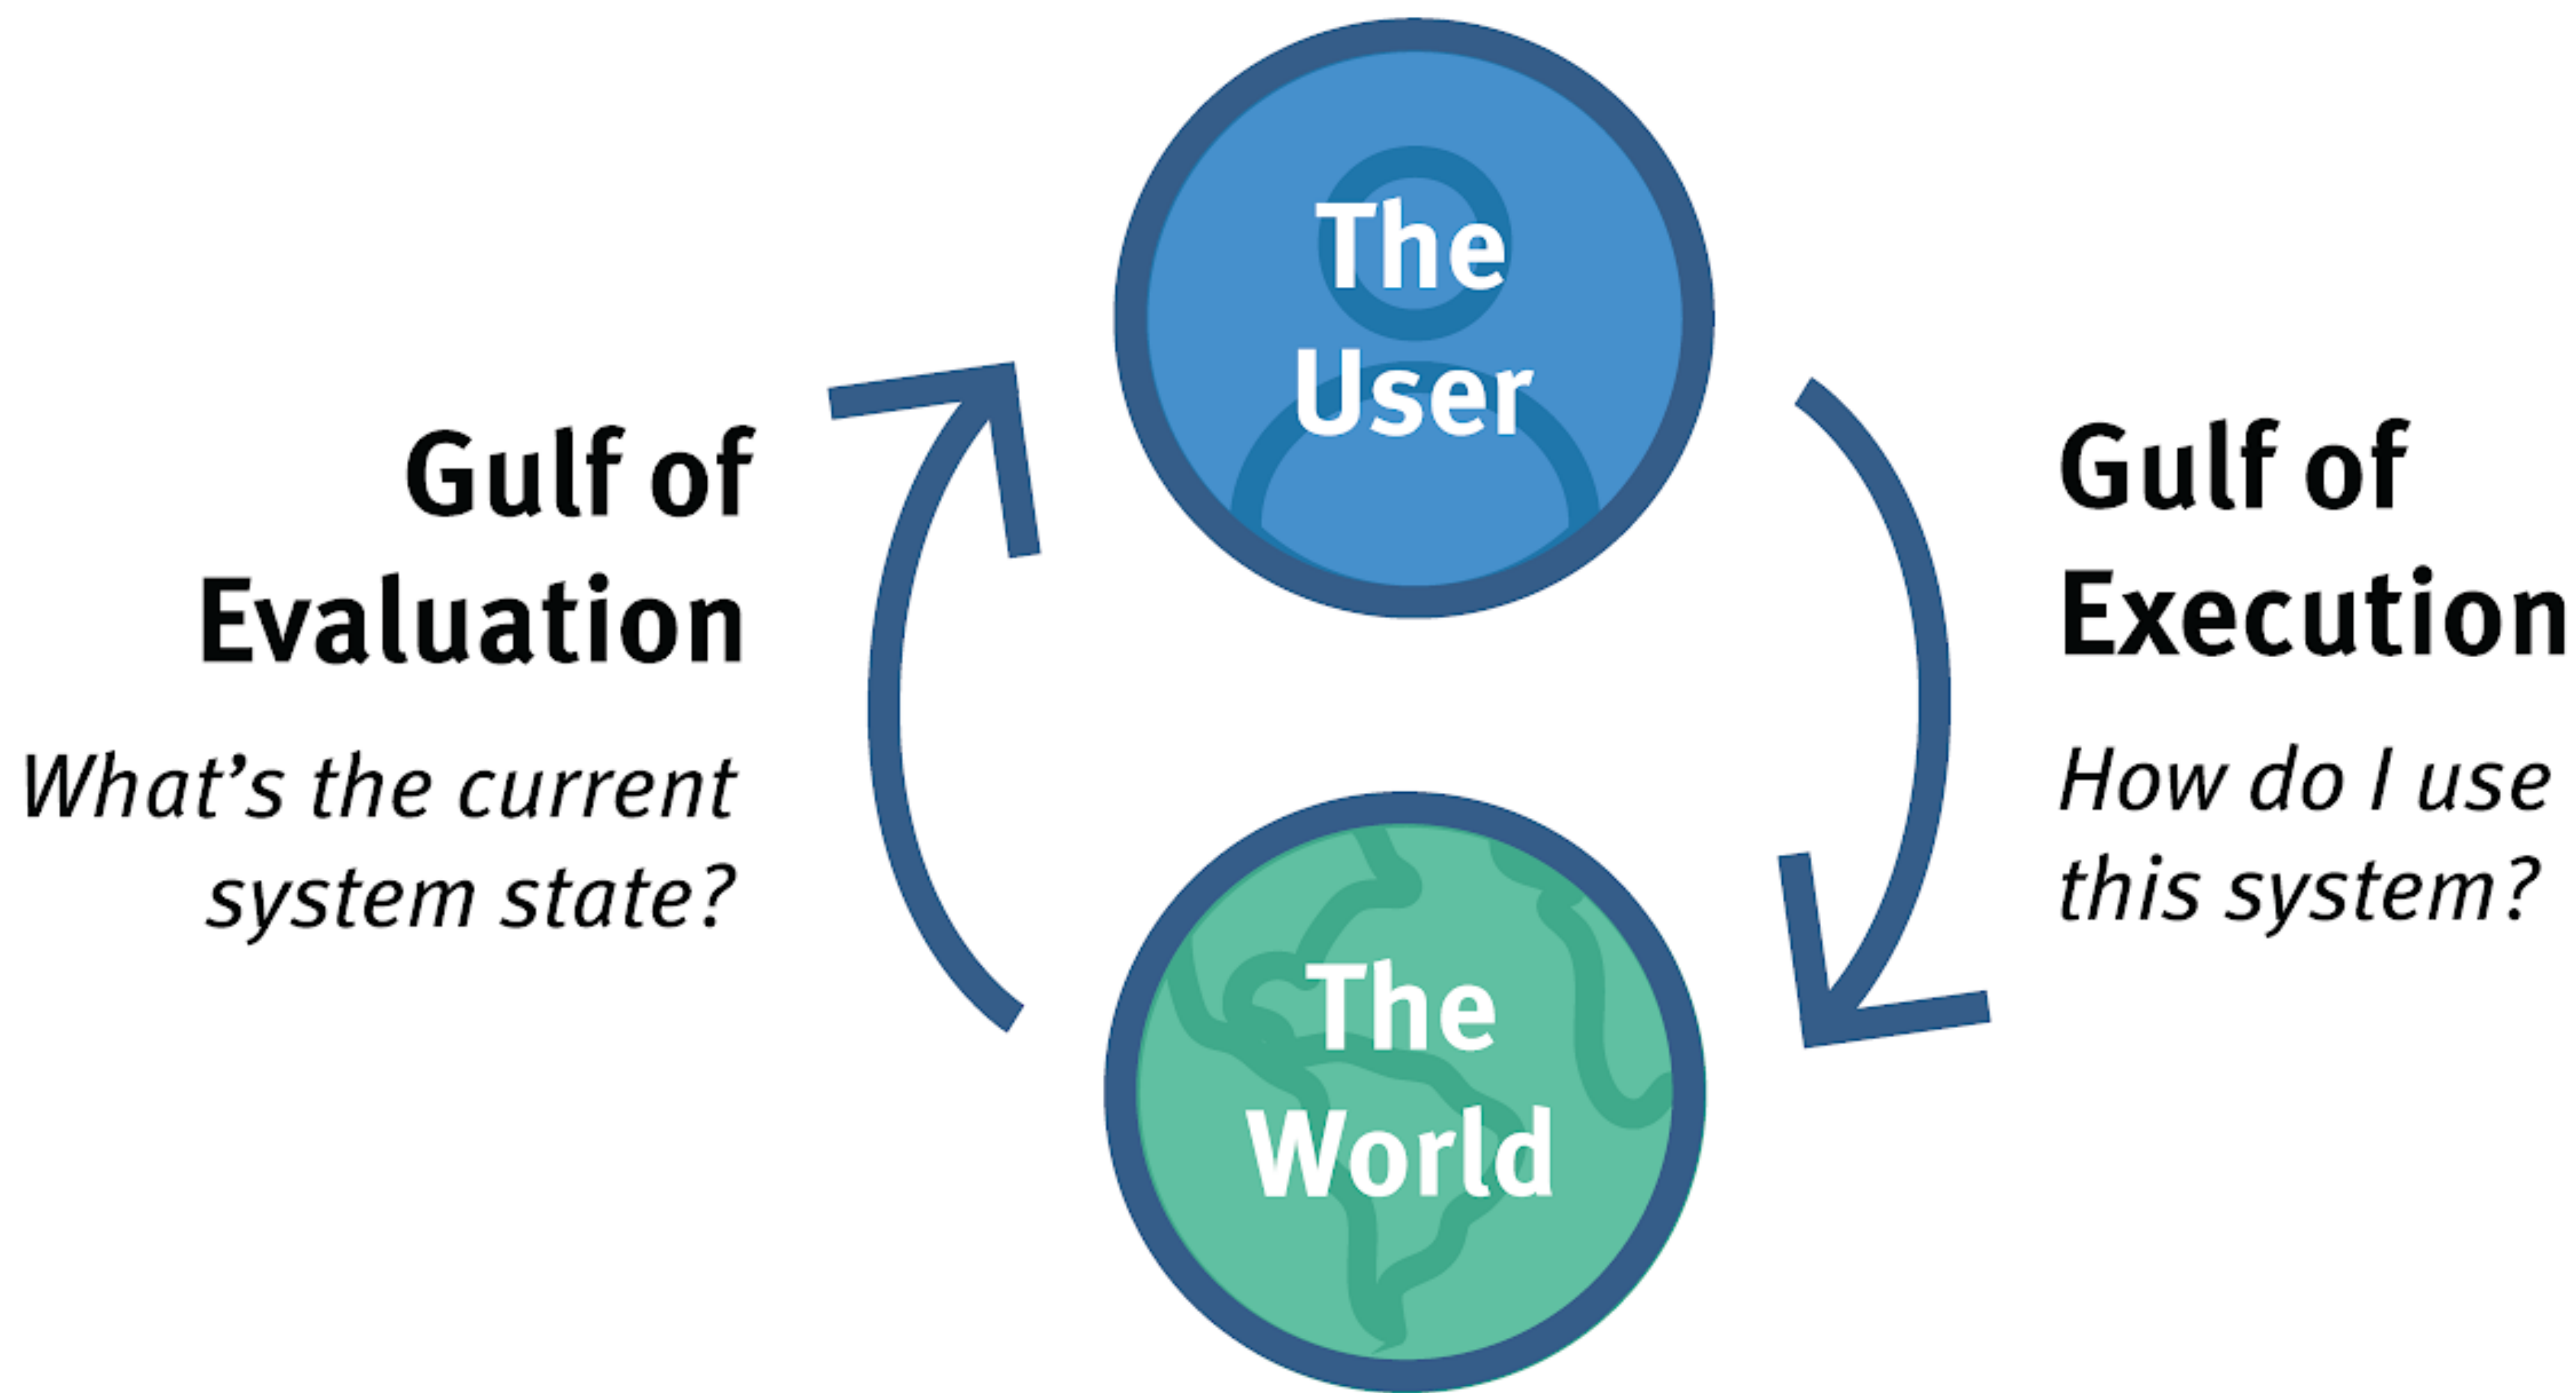 The
User
Gulf of
Evaluation
What’s the current
system state?
Gulf of
Execution
How do I use
this system?
The
World